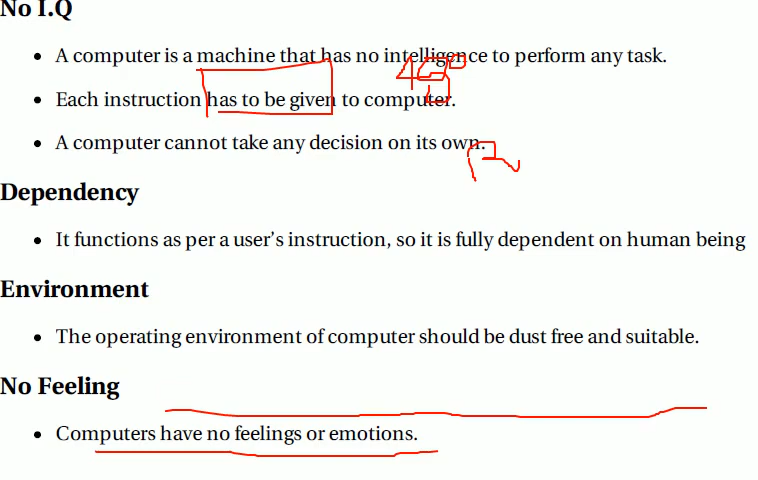 No I.Q
A computer is a machine that has no intelligence to perform any task.
Each instruction has to be given to computer.
A computer cannot take any decision on its own.
Dependency
It functions as per a user's instruction, so it is fully dependent on human being
Environment
The operating environment of computer should be dust free and suitable.
No Feeling
Computers have no feelings or emotions.